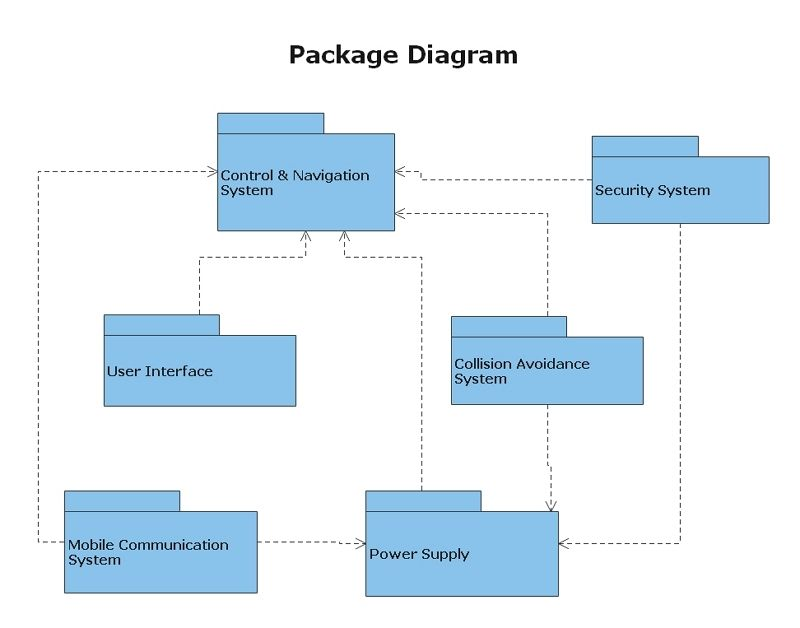 Package Diagram
Control & Navigation
System
Security System
User Interface
Collision Avoidance
System
Mobile Communication
System
Power Supply